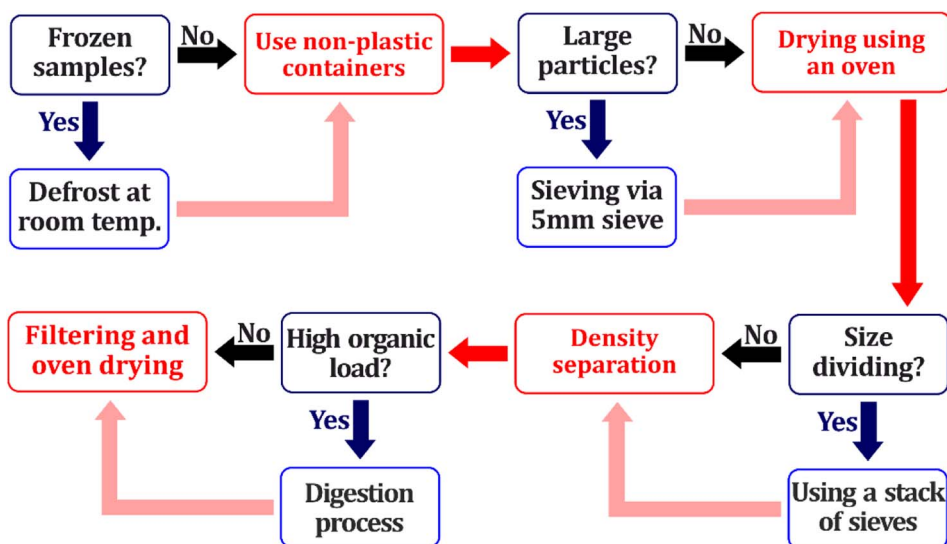 Frozen
samples?
No
Use non-plastic
containers
Large
particles?
No
Drying using
an oven
Yes
Defrost at
room temp.
Yes
Sieving via
5mm sieve
Size
dividing?
No
Density
separation
High organic
load?
No
Filtering and
oven drying
Yes
Using a stack
of sieves
Yes
Digestion
process